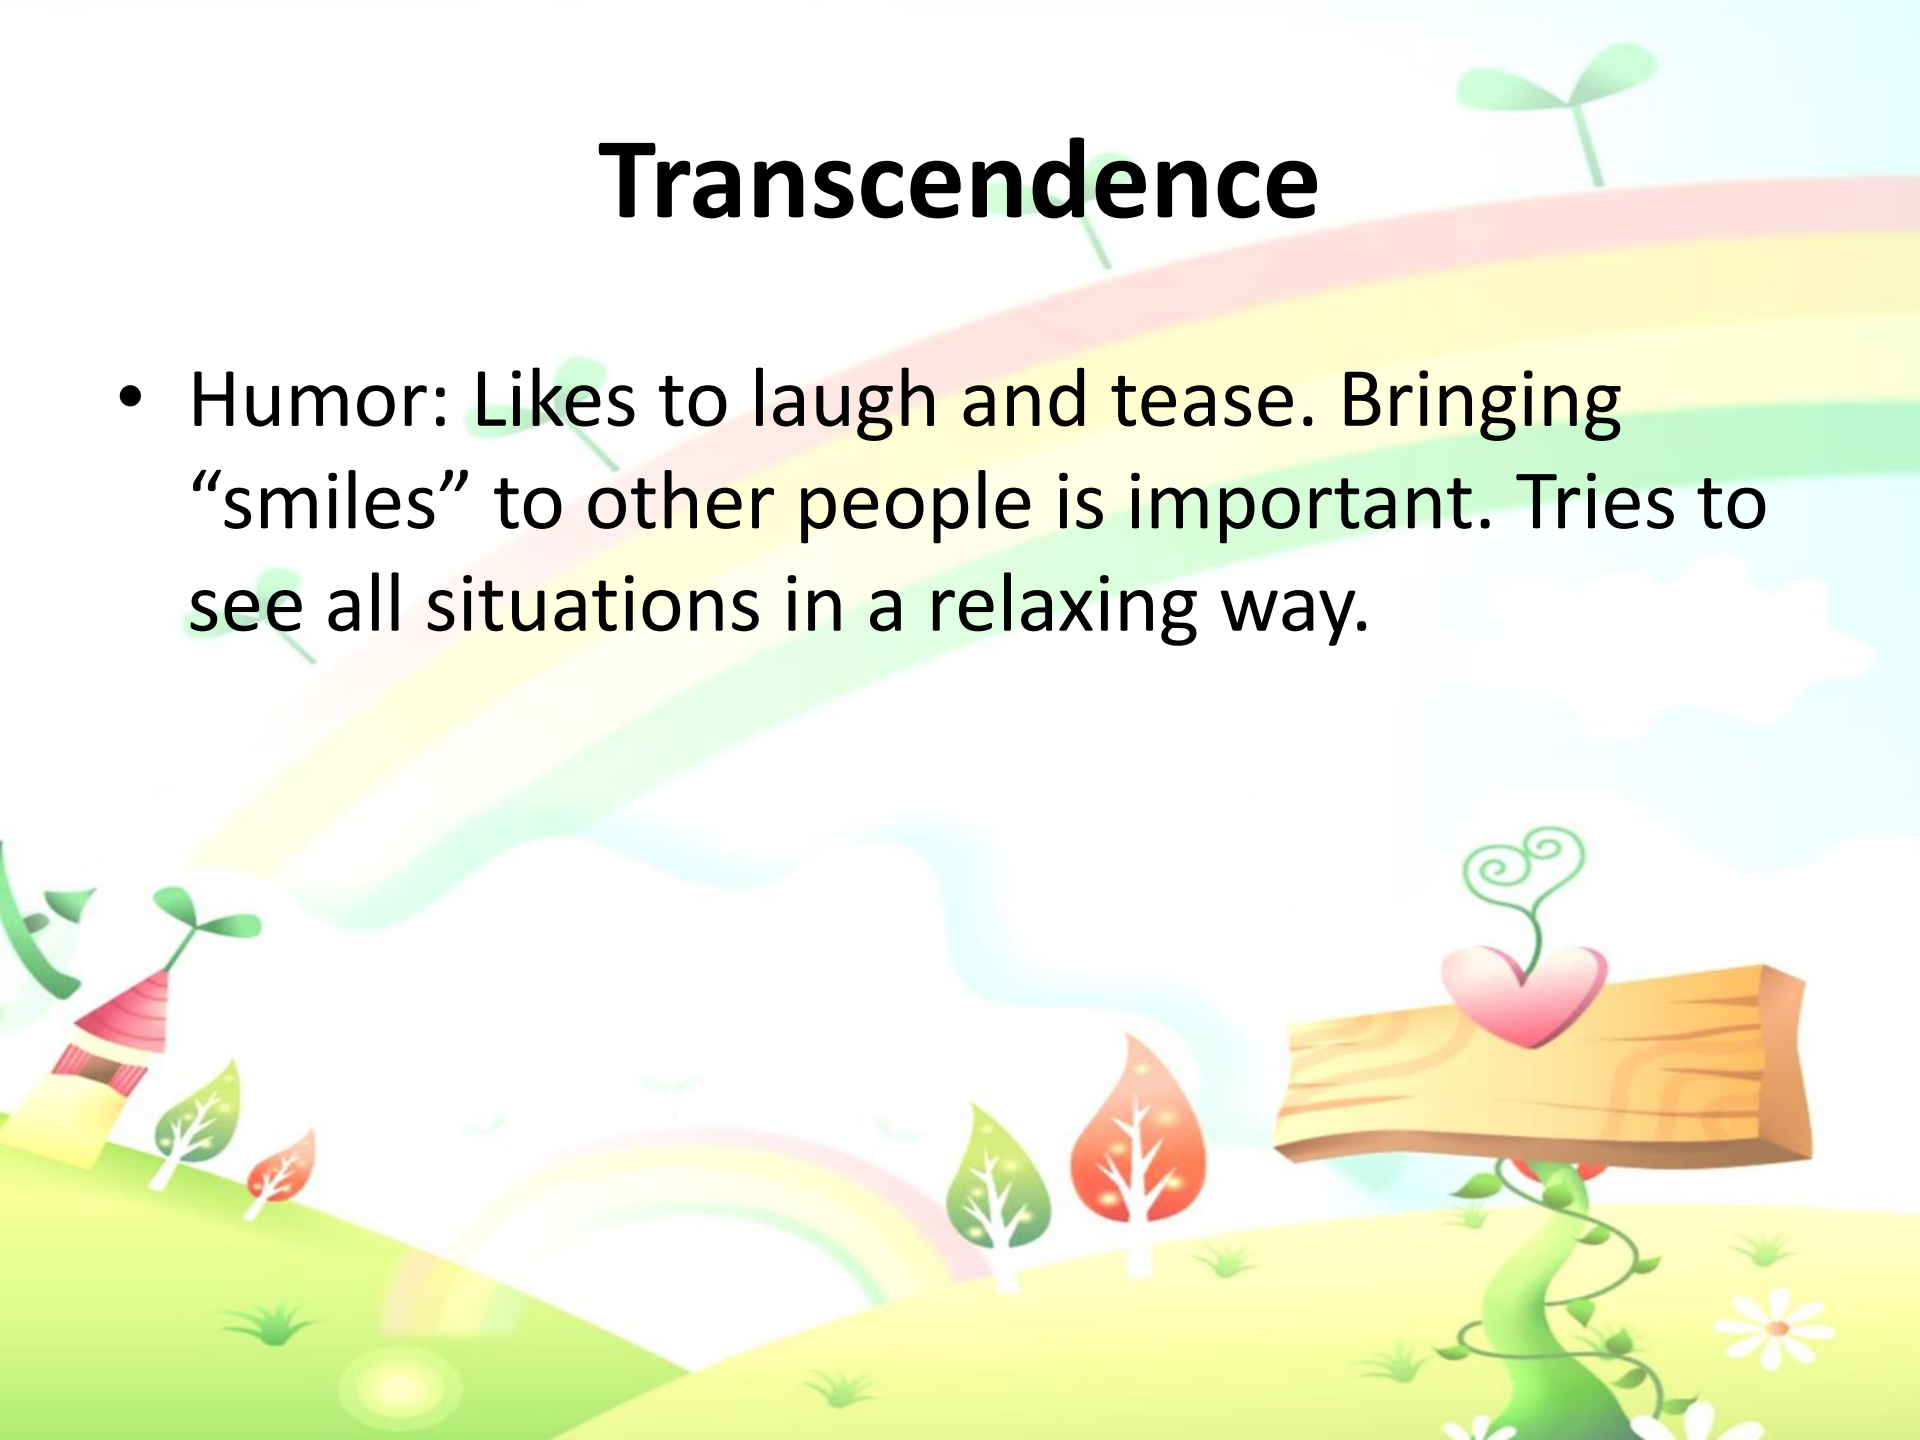 Transcendence
• Humor: Likes to laugh and tease. Bringing
“smiles” to other people is important. Tries to
see all situations in a relaxing way.